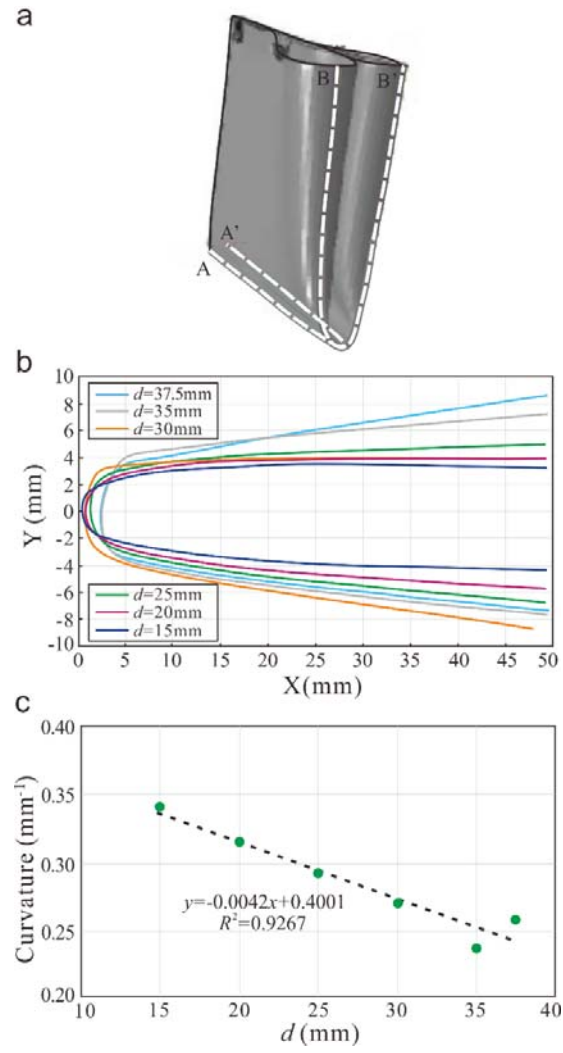 a
B
B'
A'
A
b
10
8
6
4
2
0
-2
-4
-6
-8
-10
Y (mm)
d=37.5mm
d=35mm
d=30mm
d=25mm
d=20mm
d=15mm
5
10
15
20
25
30
35
40
45
50
X(mm)
c
0.40
0.35
0.30
0.25
0.20
Curvature (mm⁻¹)
y=-0.0042x+0.4001
R²=0.9267
10
15
20
25
30
35
40
d (mm)